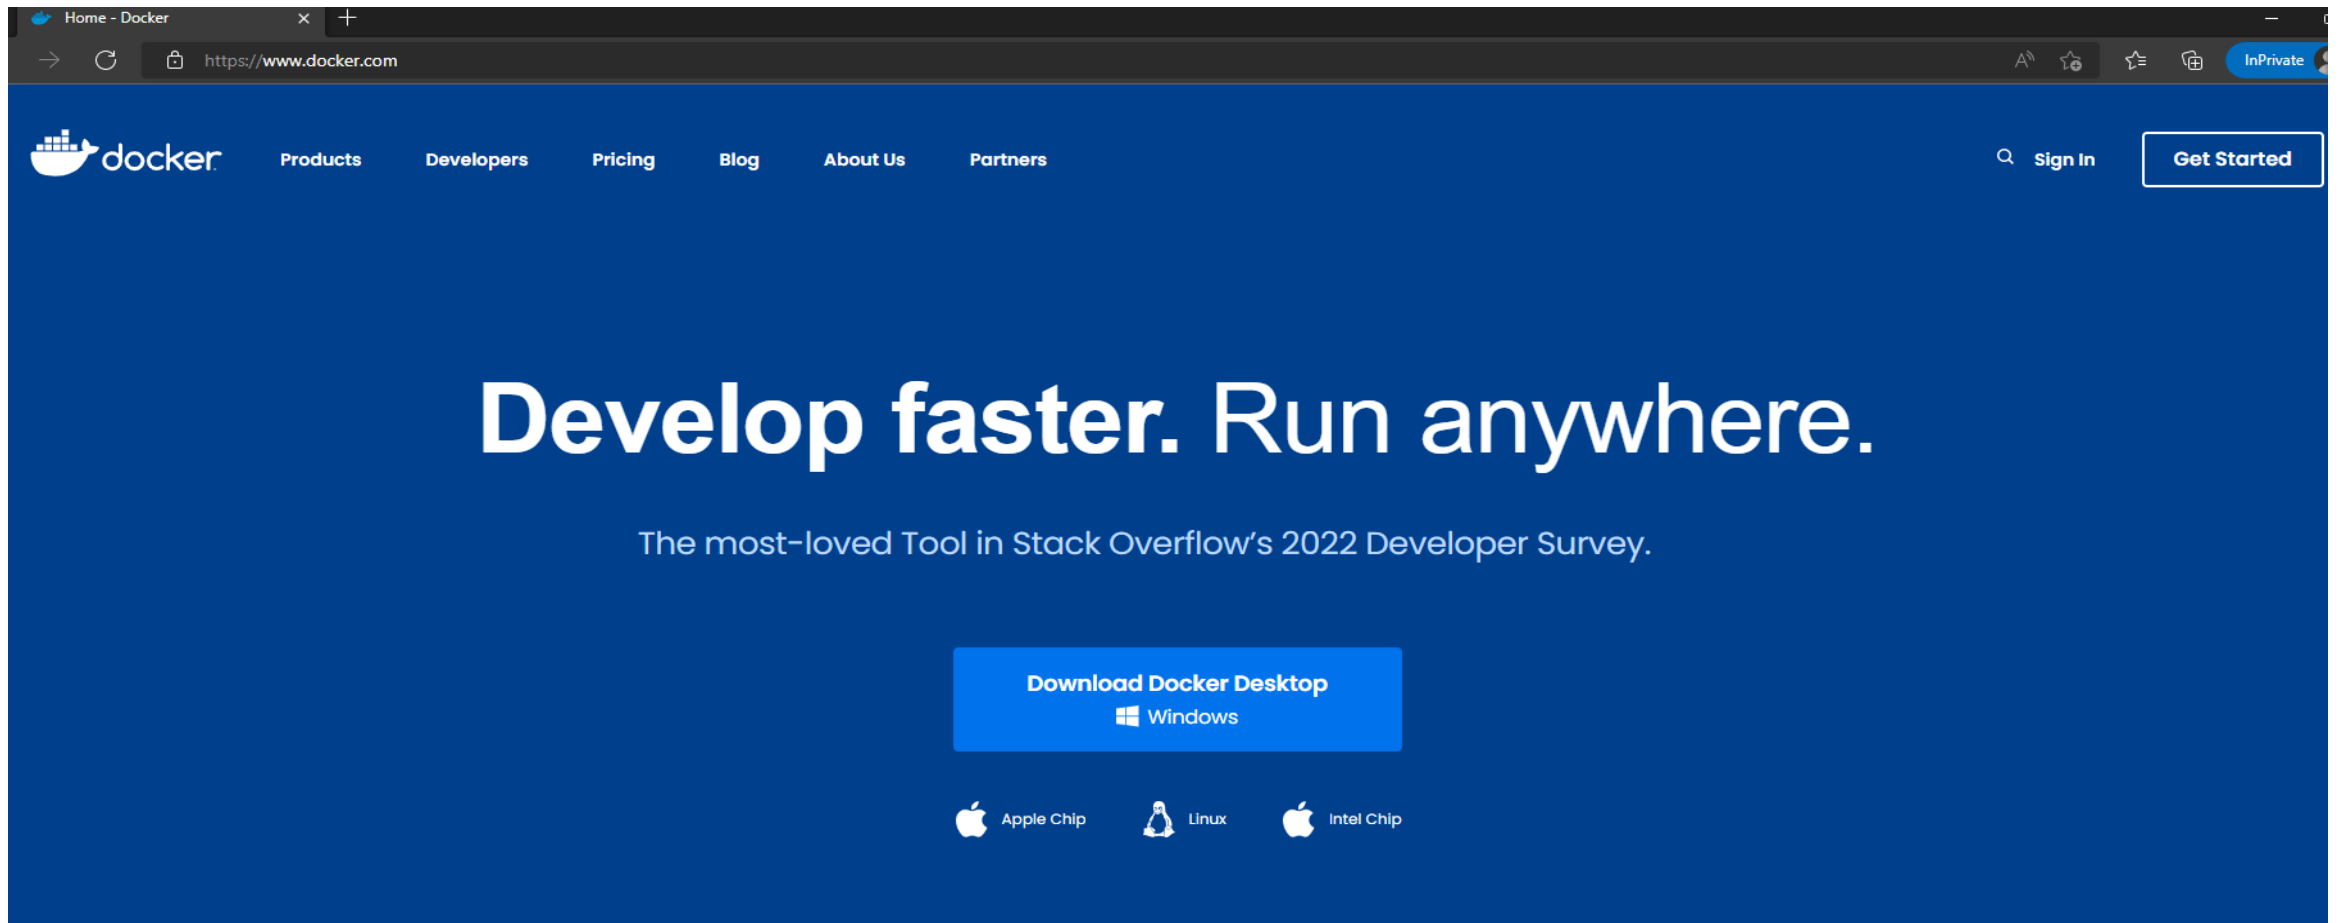 Home - Docker
https://www.docker.com
InPrivate
docker
Products Developers Pricing Blog About Us Partners
Sign In Get Started
Develop faster. Run anywhere.
The most-loved Tool in Stack Overflow's 2022 Developer Survey.
Download Docker Desktop
Windows
Apple Chip Linux Intel Chip